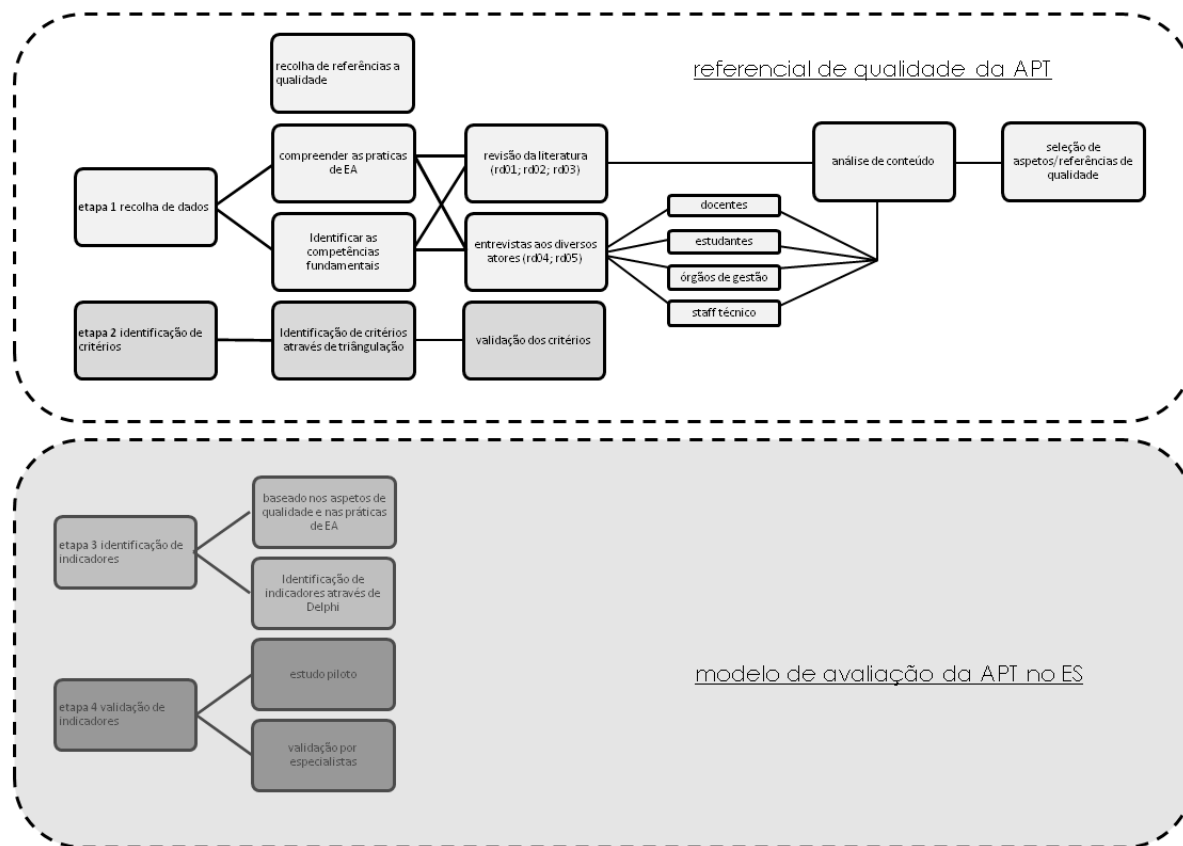 recolha de referências a
qualidade
referencial de qualidade da APT
compreender as praticas
de EA
revisão da literatura
(rd01; rd02; rd03)
análise de conteúdo
seleção de
aspetos/referências de
qualidade
etapa 1 recolha de dados
Identificar as
competências
fundamentais
entrevistas aos diversos
atores (rd04; rd05)
docentes
estudantes
órgãos de gestão
staff técnico
etapa 2 identificação de
critérios
Identificação de critérios
através de triângulação
validação dos critérios
etapa 3 identificação de
indicadores
baseado nos aspetos de
qualidade e nas práticas
de EA
Identificação de
indicadores através de
Delphi
modelo de avaliação da APT no ES
etapa 4 validação de
indicadores
estudo piloto
validação por
especialistas